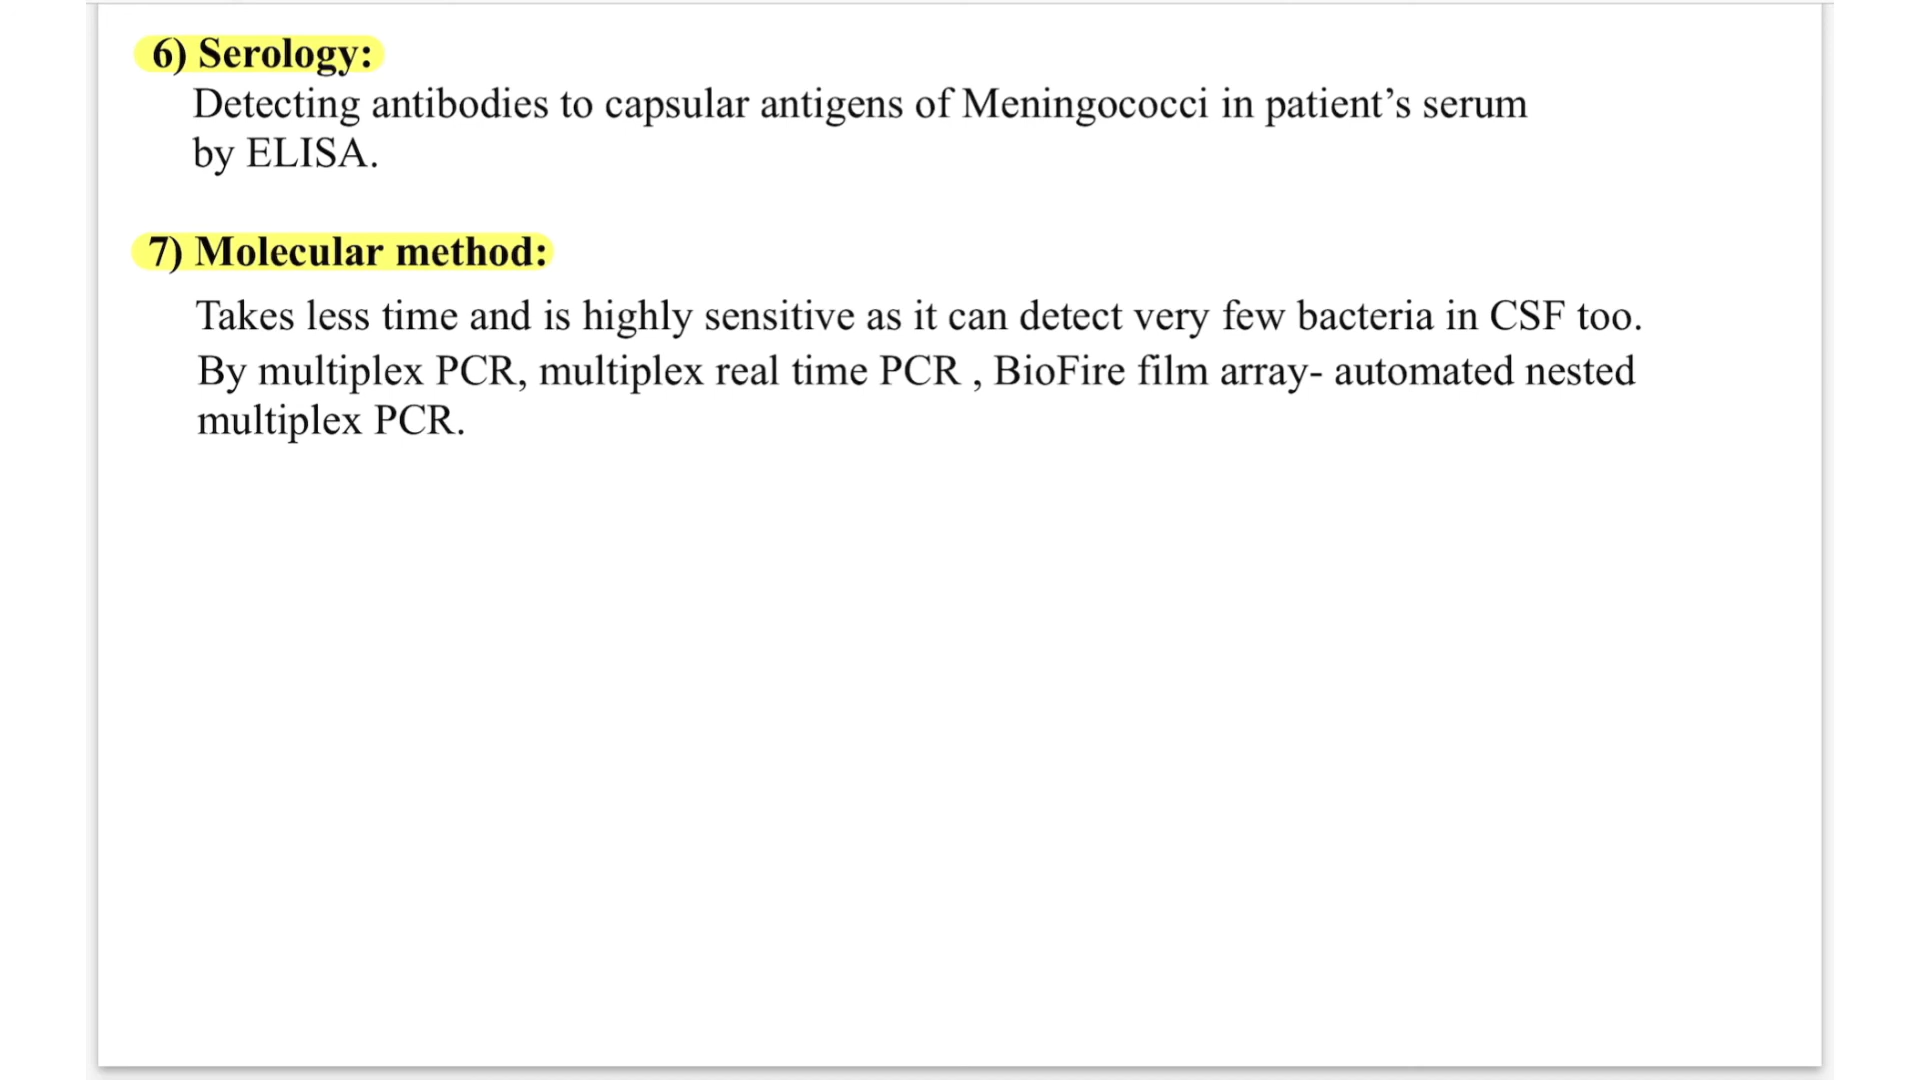 6) Serology:
Detecting antibodies to capsular antigens of Meningococci in patient’s serum
by ELISA.
7) Molecular method:
Takes less time and is highly sensitive as it can detect very few bacteria in CSF too.
By multiplex PCR, multiplex real time PCR , BioFire film array- automated nested
multiplex PCR.